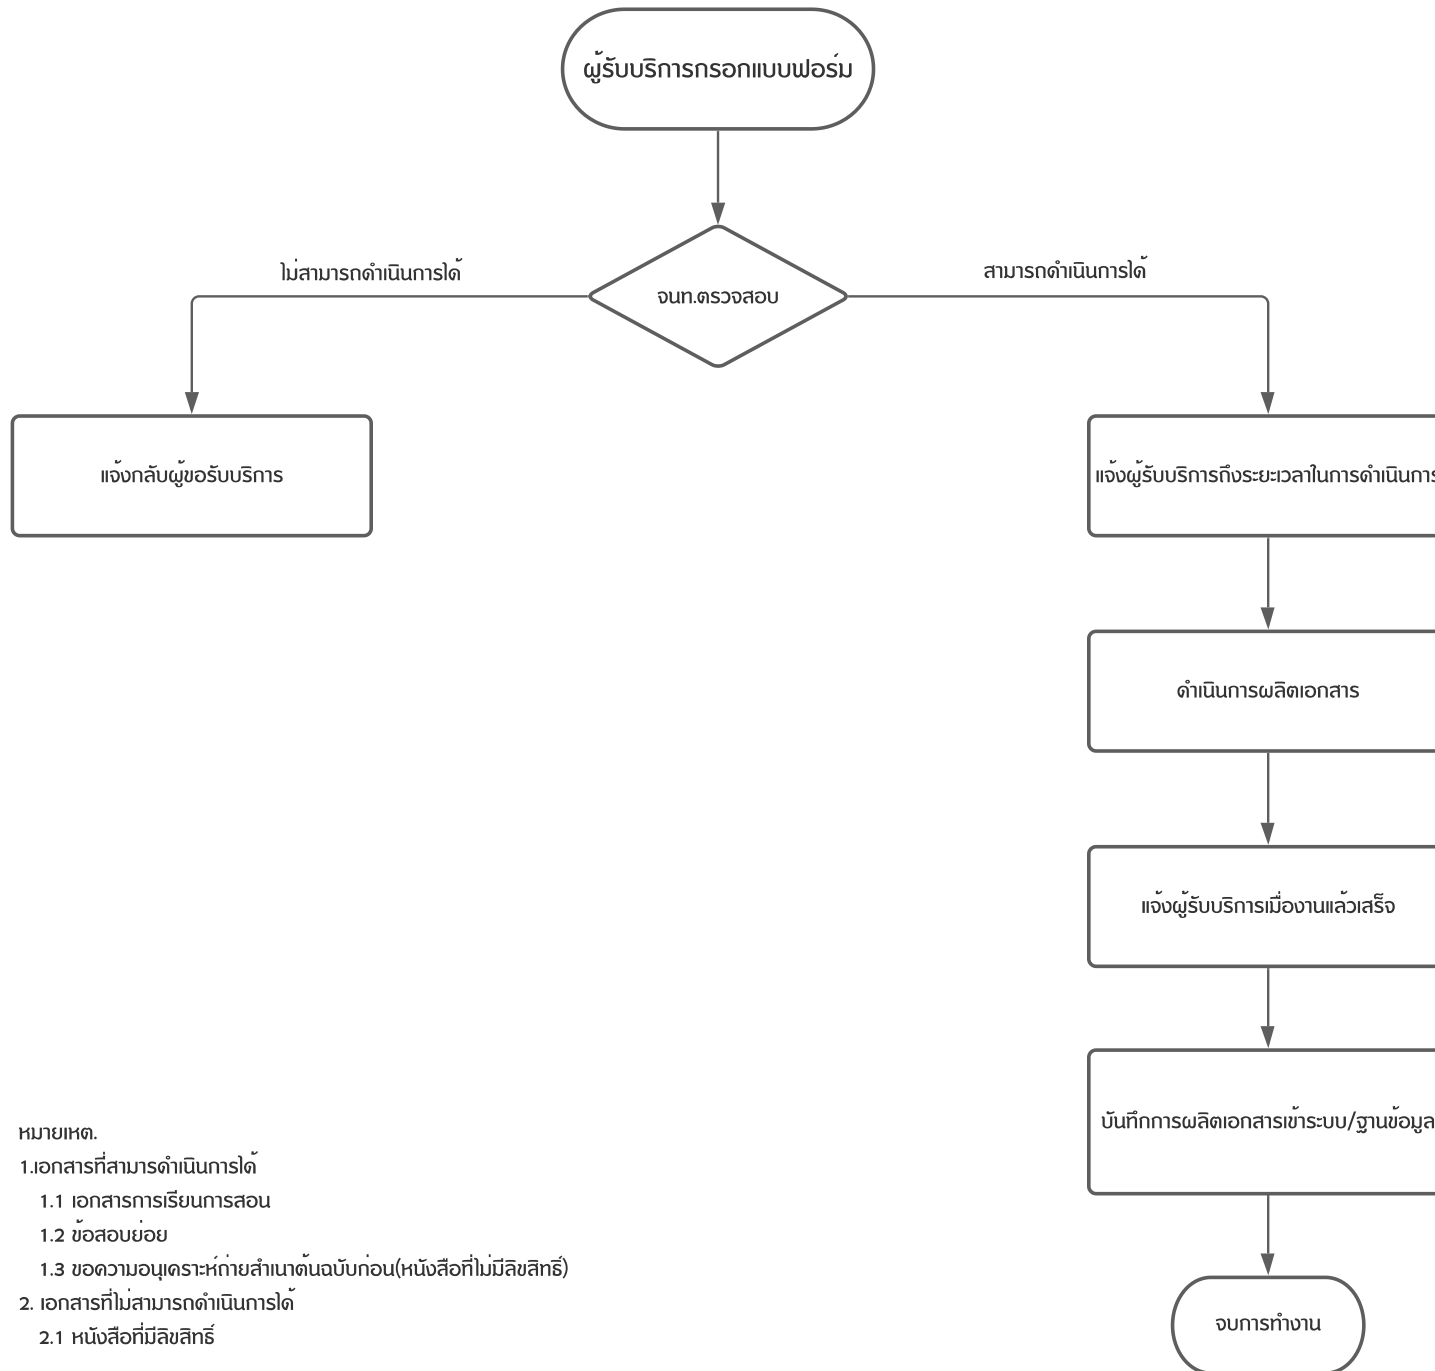 ผู้รับบริการกรอกแบบฟอร์ม
ไม่สามารถดำเนินการได้
สามารถดำเนินการได้
จนท.ตรวจสอบ
แจ้งกลับผู้ขอรับบริการ
แจ้งผู้รับบริการถึงระยะเวลาในการดำเนินการ
ดำเนินการผลิตเอกสาร
แจ้งผู้รับบริการเมื่องานแล้วเสร็จ
บันทึกการผลิตเอกสารเข้าระบบ/ฐานข้อมูล
หมายเหต.
1.เอกสารที่สามารดำเนินการได้
1.1 เอกสารการเรียนการสอน
1.2 ข้อสอบย่อย
1.3 ขอความอนุเคราะห์ถ่ายสำเนาต้นฉบับก่อน(หนังสือที่ไม่มีลิขสิทธิ์)
2. เอกสารที่ไม่สามารถดำเนินการได้
2.1 หนังสือที่มีลิขสิทธิ์
จบการทำงาน